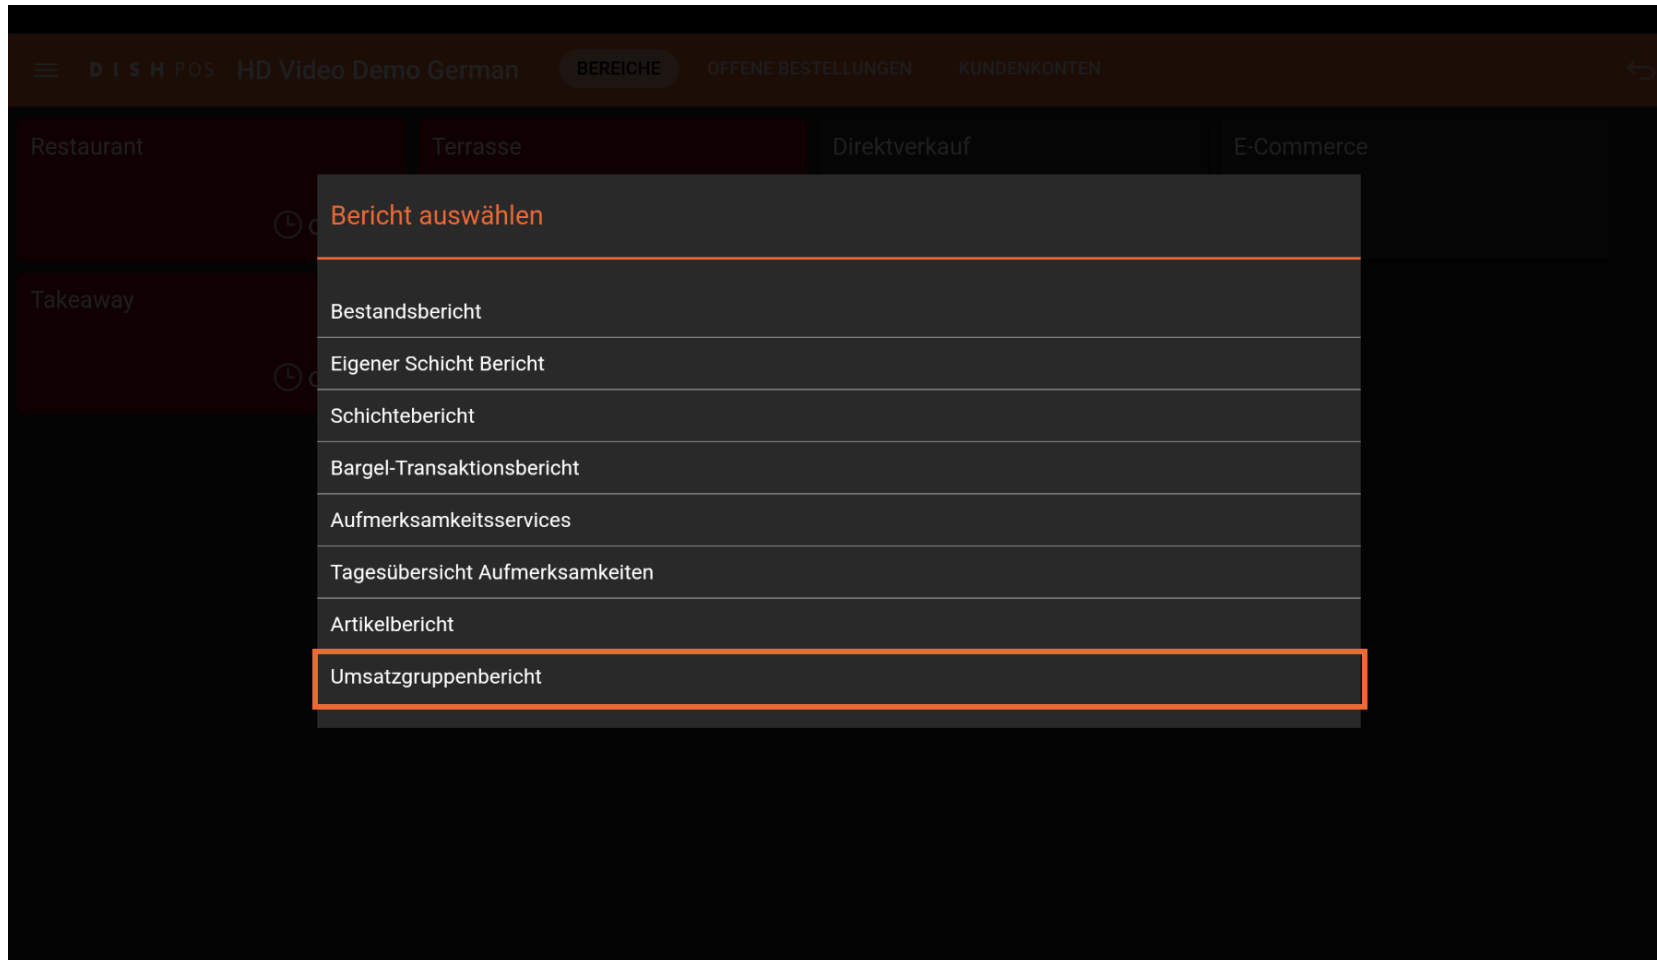 DISH POS HD Video Demo German BEREICHE OFFENE BESTELLUNGEN KUNDENKONTEN
Restaurant Terrasse Direktverkauf E-Commerce
Bericht auswählen
Takeaway
Bestandsbericht
Eigener Schicht Bericht
Schichtebericht
Bargel-Transaktionsbericht
Aufmerksamkeitsservices
Tagesübersicht Aufmerksamkeiten
Artikelbericht
Umsatzgruppenbericht